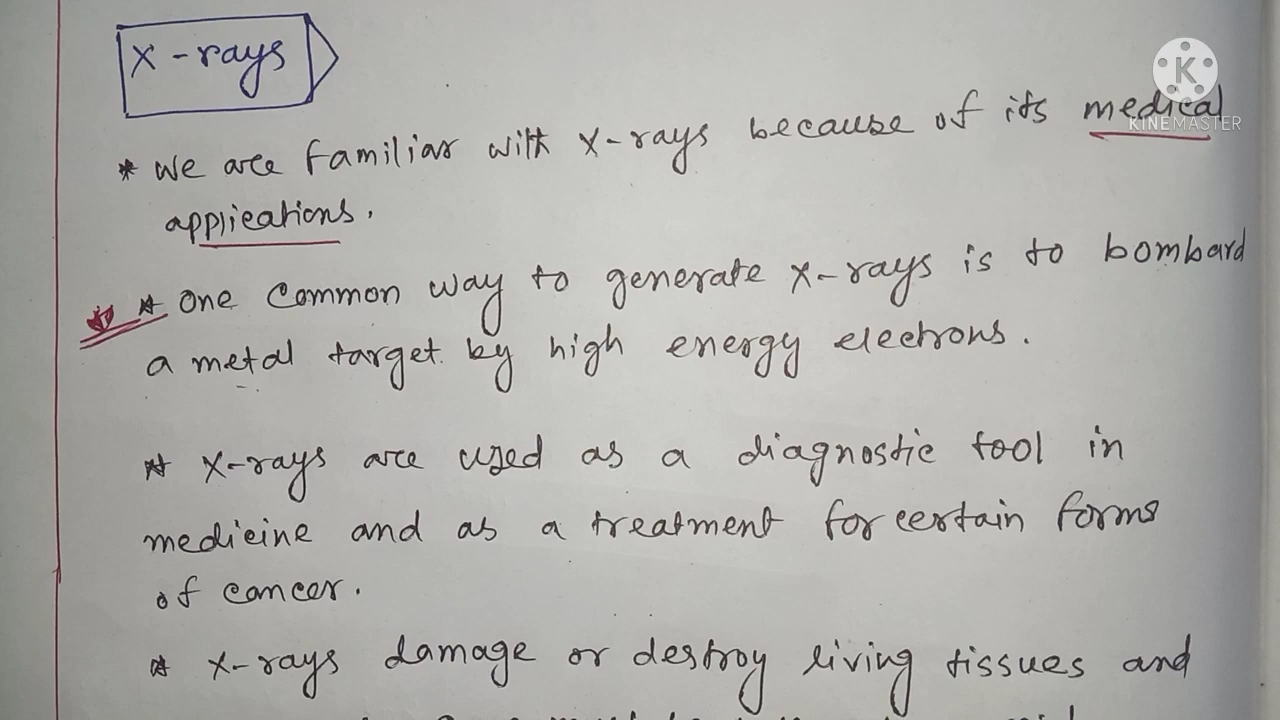 X-rays
K
KINEMASTER
* We are familiar with X-rays because of its medical
applications.
* One common way to generate X-rays is to bombard
a metal target by high energy electrons.
* X-rays are used as a diagnostic tool in
medicine and as a treatment for certain forms
of cancer.
* X-rays damage or destroy living tissues and